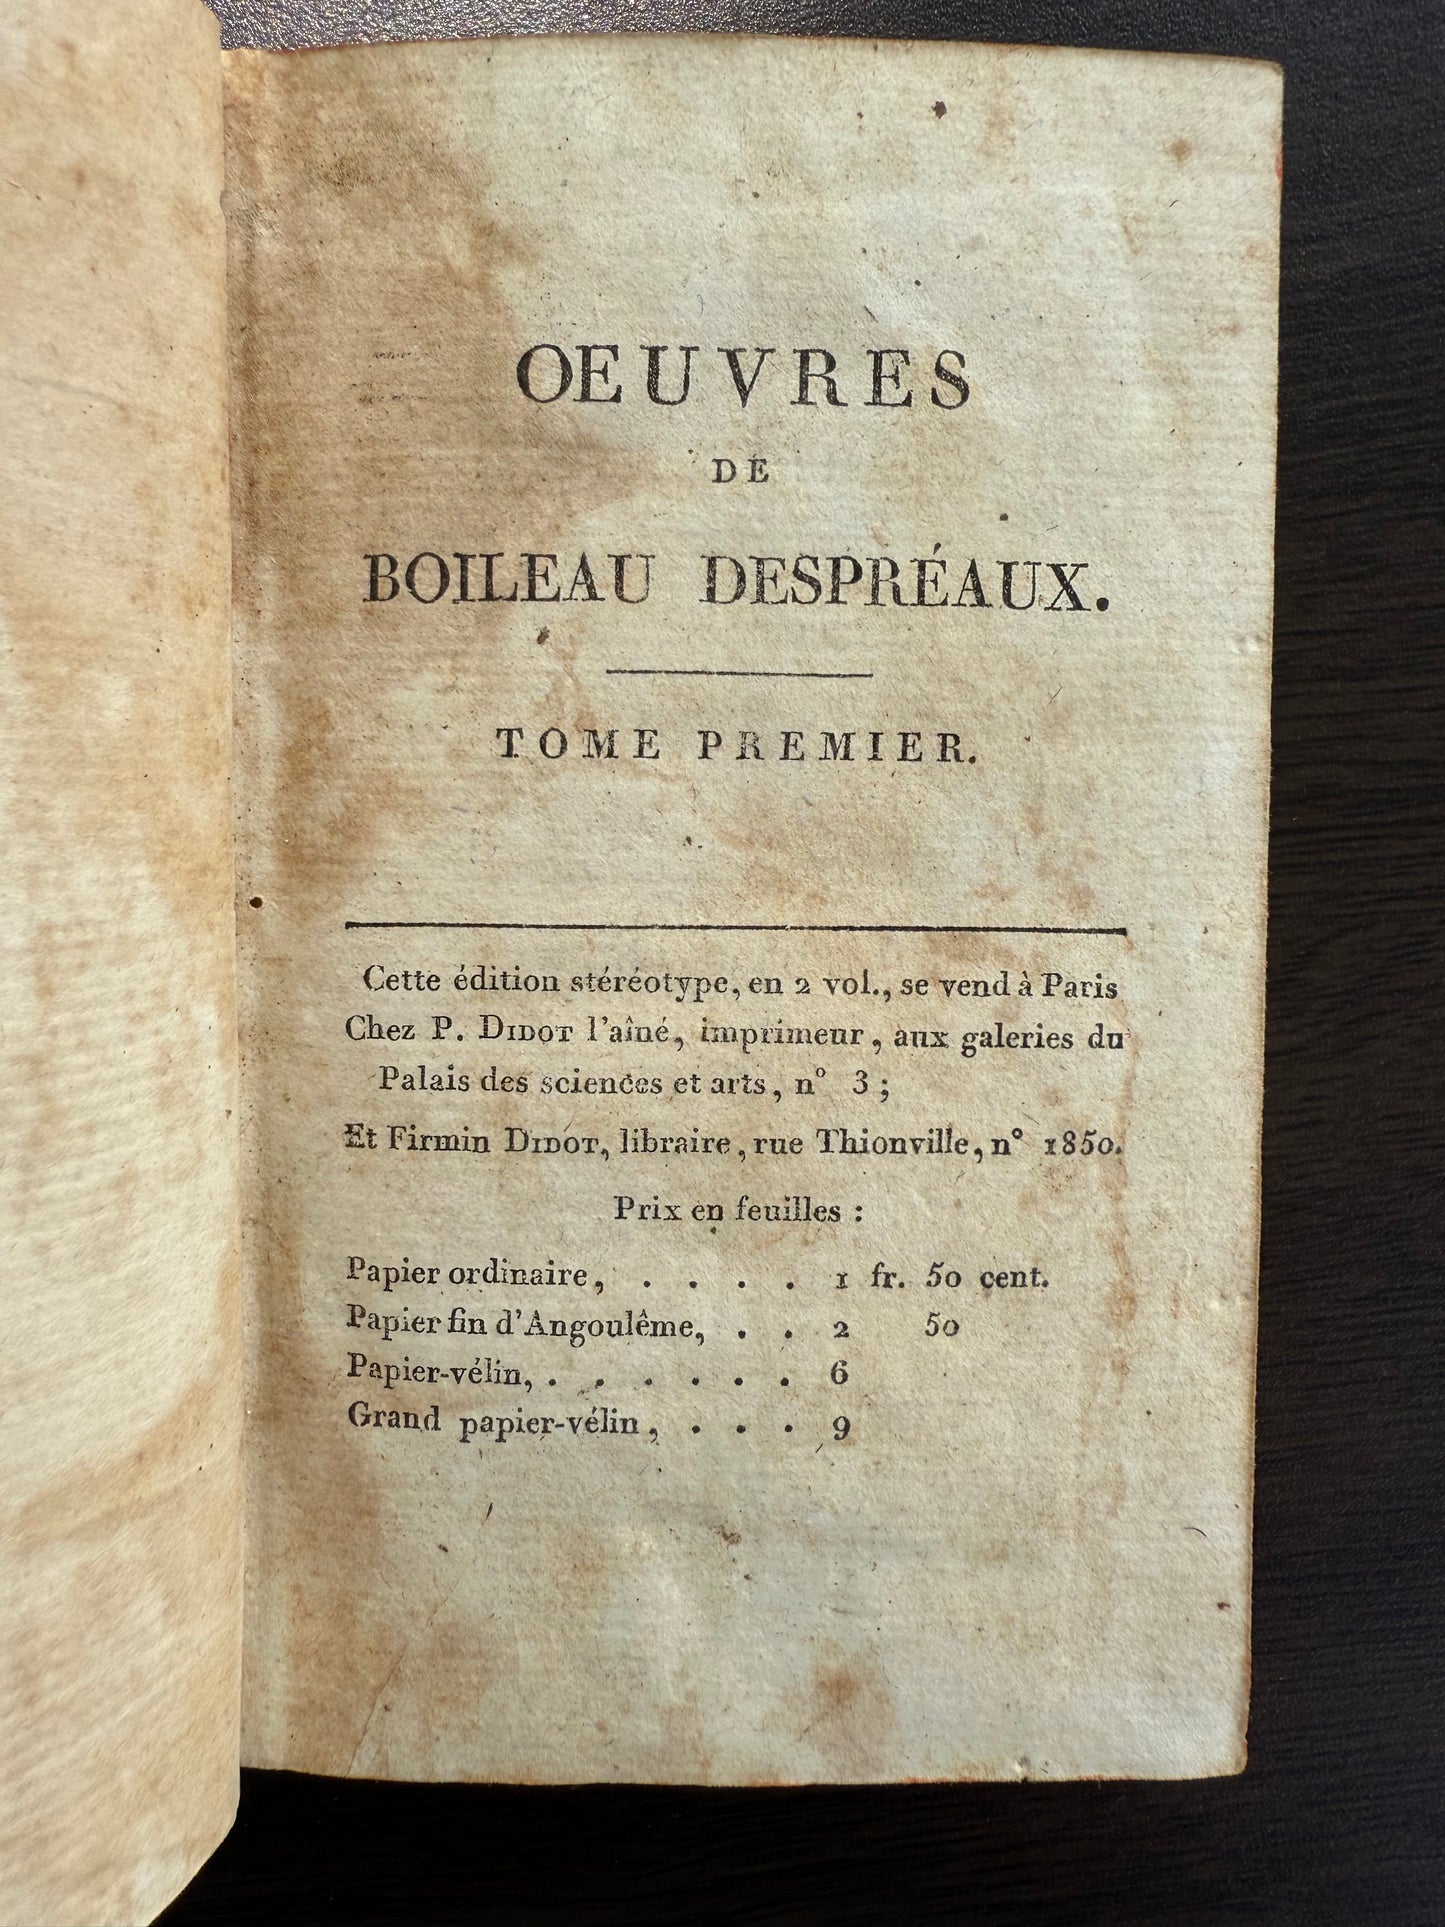 OEUVRES
DE
BOILEAU DESPRÉAUX.
TOME PREMIER.
Cette édition stéréotype, en 2 vol., se vend à Paris
Chez P. DIDOT l'aîné, imprimeur, aux galeries du
Palais des sciences et arts, n° 3 ;
Et Firmin DIDOT, libraire, rue Thionville, n° 1850.
Prix en feuilles :
Papier ordinaire, . . . . 1 fr. 50 cent.
Papier fin d'Angoulême, . . 2 50
Papier-vélin, . . . . . . 6
Grand papier-vélin, . . . 9